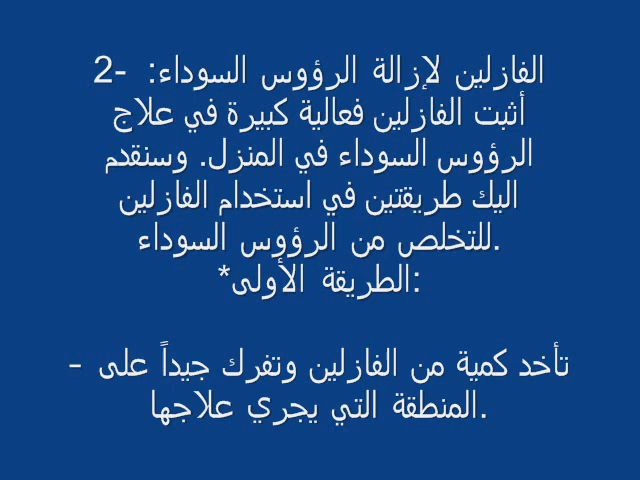 2- الفازلين لإزالة الرؤوس السوداء:
أثبت الفازلين فعالية كبيرة في علاج
الرؤوس السوداء في المنزل. وسنقدم
اليك طريقتين في استخدام الفازلين
للتخلص من الرؤوس السوداء.
*الطريقة الأولى:
- تأخد كمية من الفازلين وتفرك جيداً على
المنطقة التي يجري علاجها.